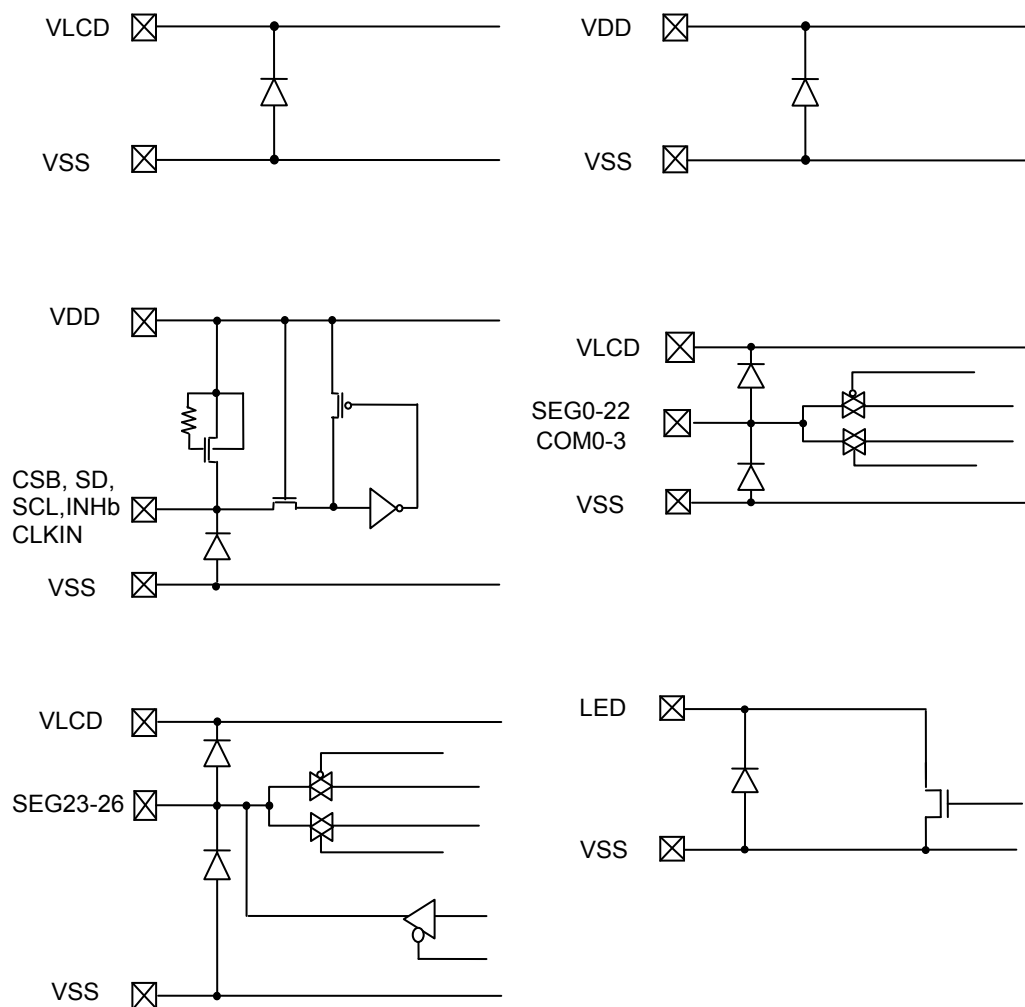 VLCD
VSS
VDD
VSS
VDD
CSB, SD,
SCL,INHb
CLKIN
VSS
VLCD
SEG0-22
COM0-3
VSS
VLCD
SEG23-26
VSS
LED
VSS